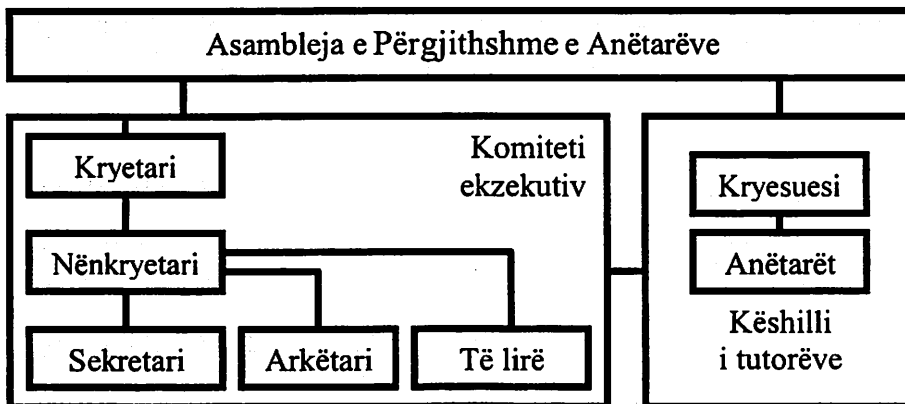 Asambleja e Përgjithshme e Anëtarëve
Kryetari
Komiteti
ekzekutiv
Nënkryetari
Sekretari
Arkëtari
Të lirë
Kryesuesi
Anëtarët
Këshilli
i tutorëve